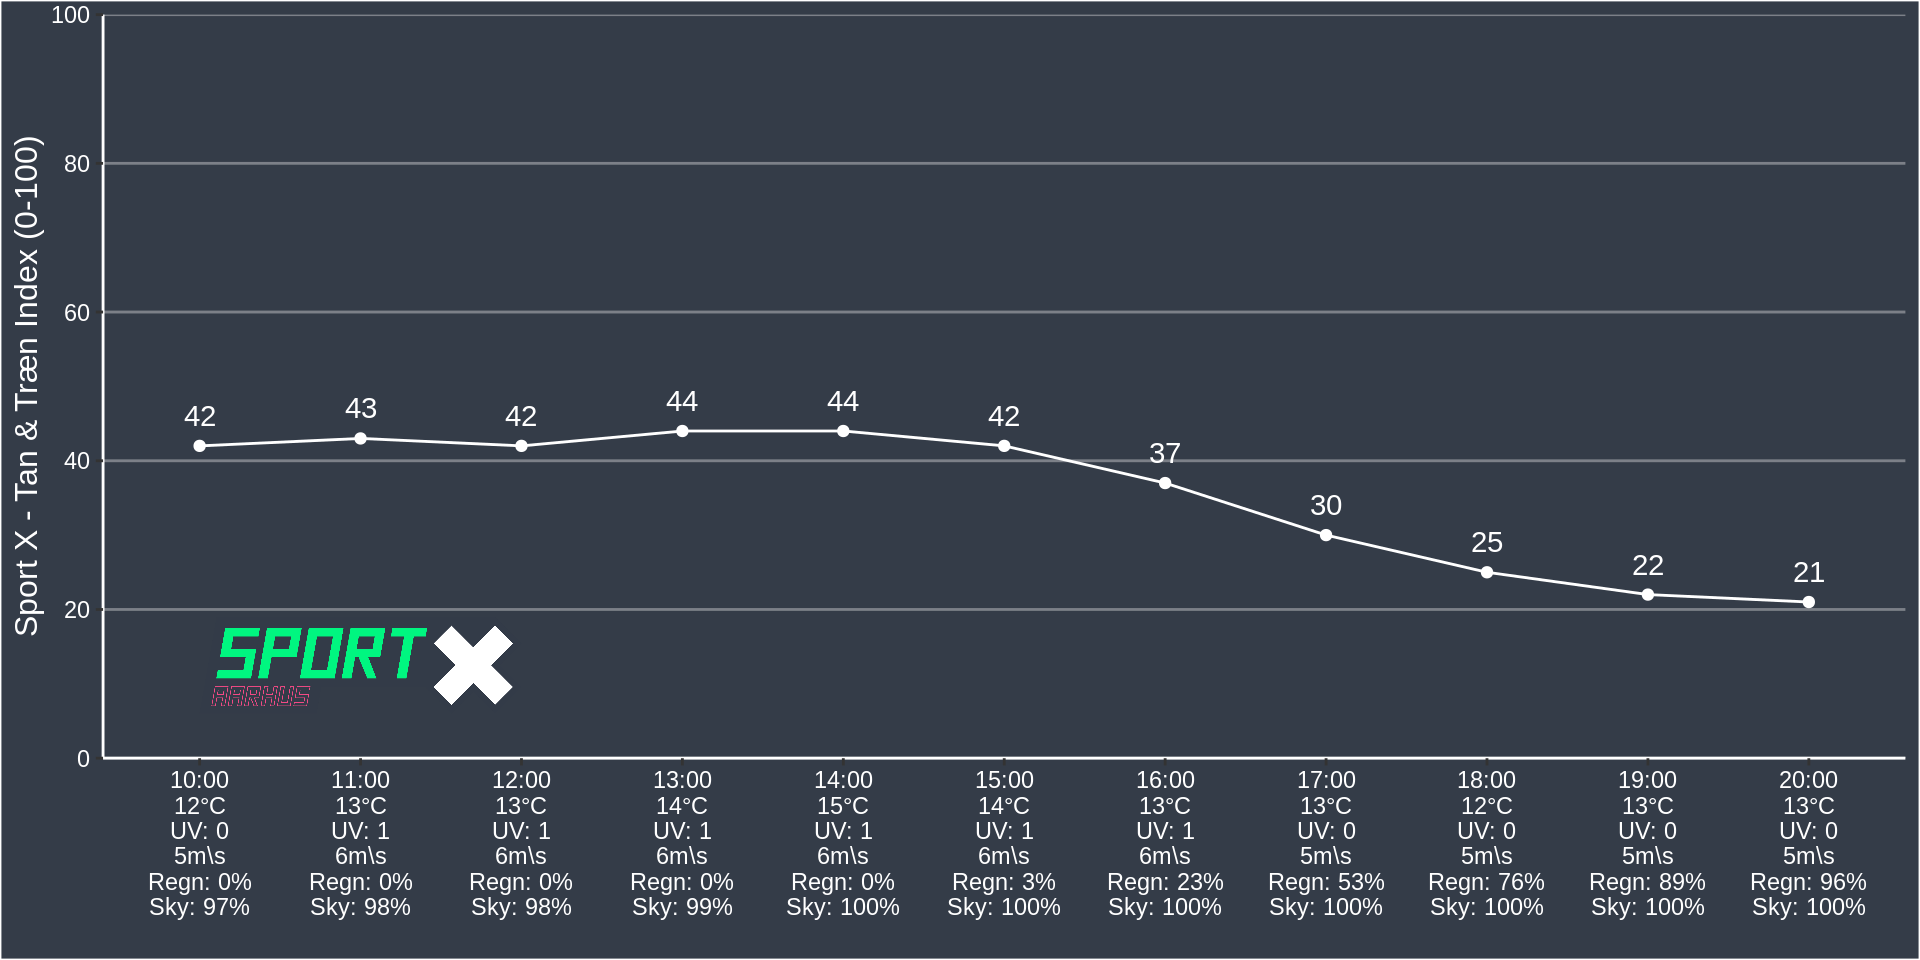 Sport X - Tan & Træn Index (0-100)
100
80
60
40
20
0
42
43
42
44
44
42
37
30
25
22
21
SPORT X
AARHUS
10:00 11:00 12:00 13:00 14:00 15:00 16:00 17:00 18:00 19:00 20:00
12°C 13°C 13°C 14°C 15°C 14°C 13°C 13°C 12°C 13°C 13°C
UV: 0 UV: 1 UV: 1 UV: 1 UV: 1 UV: 1 UV: 1 UV: 0 UV: 0 UV: 0 UV: 0
5m\s 6m\s 6m\s 6m\s 6m\s 6m\s 6m\s 5m\s 5m\s 5m\s 5m\s
Regn: 0% Regn: 0% Regn: 0% Regn: 0% Regn: 0% Regn: 3% Regn: 23% Regn: 53% Regn: 76% Regn: 89% Regn: 96%
Sky: 97% Sky: 98% Sky: 98% Sky: 99% Sky: 100% Sky: 100% Sky: 100% Sky: 100% Sky: 100% Sky: 100% Sky: 100%